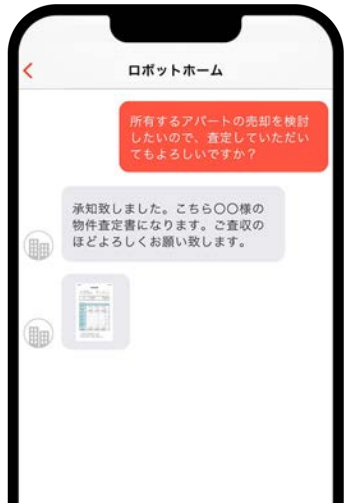 ロボットホーム
所有するアパートの売却を検討
したいので、査定していただい
てもよろしいですか？
承知致しました。こちら〇〇様の
物件査定書になります。ご査収の
ほどよろしくお願い致します。